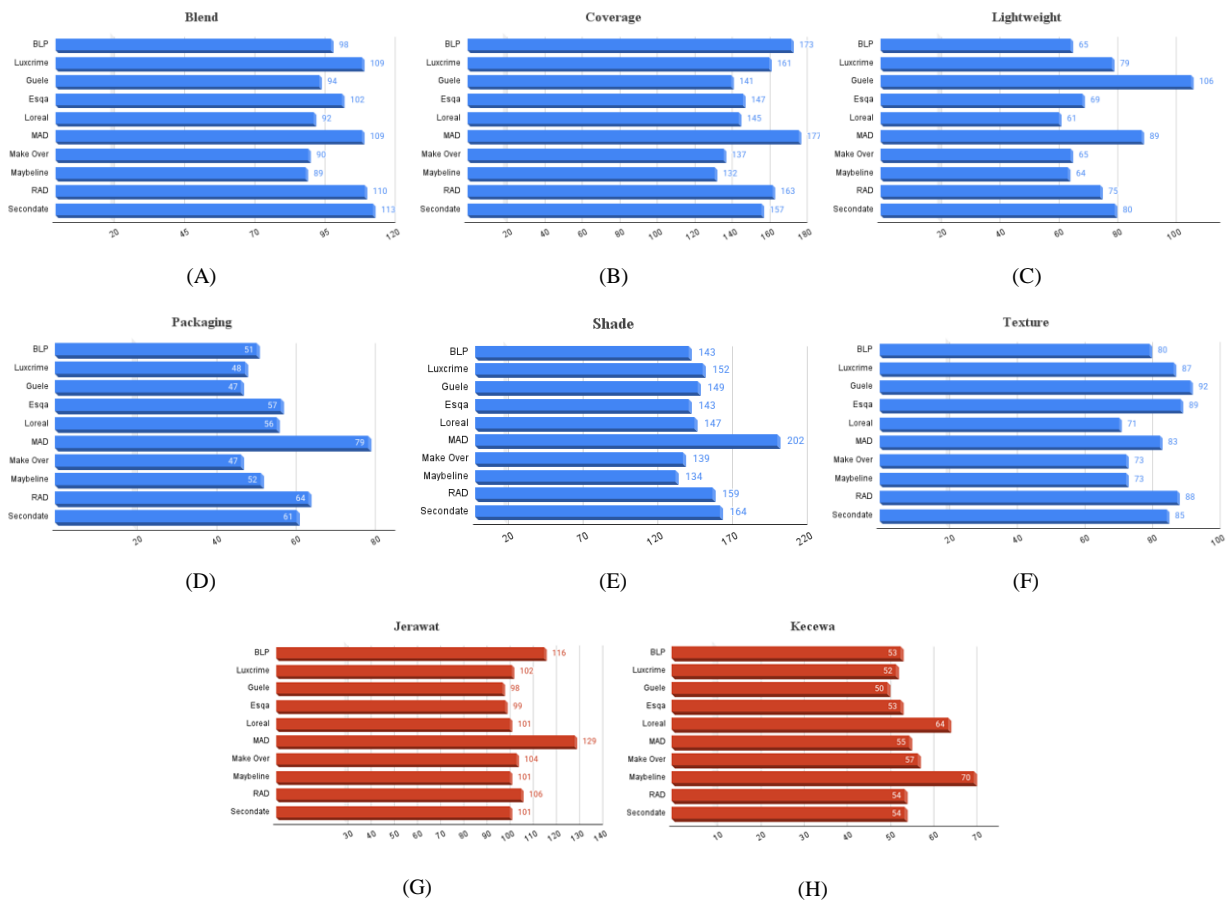 Blend
BLP 98
Luxcrime 109
Guele 94
Esqa 102
Loreal 92
MAD 109
Make Over 90
Maybeline 89
RAD 110
Secondate 113
20 45 70 95 120
(A)
Coverage
BLP 173
Luxcrime 161
Guele 141
Esqa 147
Loreal 145
MAD 177
Make Over 137
Maybeline 132
RAD 163
Secondate 157
20 40 60 80 100 120 140 160 180
(B)
Lightweight
BLP 65
Luxcrime 79
Guele 106
Esqa 69
Loreal 61
MAD 89
Make Over 65
Maybeline 64
RAD 75
Secondate 80
20 40 60 80 100
(C)
Packaging
BLP 51
Luxcrime 48
Guele 47
Esqa 57
Loreal 56
MAD 79
Make Over 47
Maybeline 52
RAD 64
Secondate 61
20 40 60 80
(D)
Shade
BLP 143
Luxcrime 152
Guele 149
Esqa 143
Loreal 147
MAD 202
Make Over 139
Maybeline 134
RAD 159
Secondate 164
20 70 120 170 220
(E)
Texture
BLP 80
Luxcrime 87
Guele 92
Esqa 89
Loreal 71
MAD 83
Make Over 73
Maybeline 73
RAD 88
Secondate 85
20 40 60 80 100
(F)
Jerawat
BLP 116
Luxcrime 102
Guele 98
Esqa 99
Loreal 101
MAD 129
Make Over 104
Maybeline 101
RAD 106
Secondate 101
30 40 50 60 70 80 90 100 110 120 130 140
(G)
Kecewa
BLP 53
Luxcrime 52
Guele 50
Esqa 53
Loreal 64
MAD 55
Make Over 57
Maybeline 70
RAD 54
Secondate 54
10 20 30 40 50 60 70
(H)